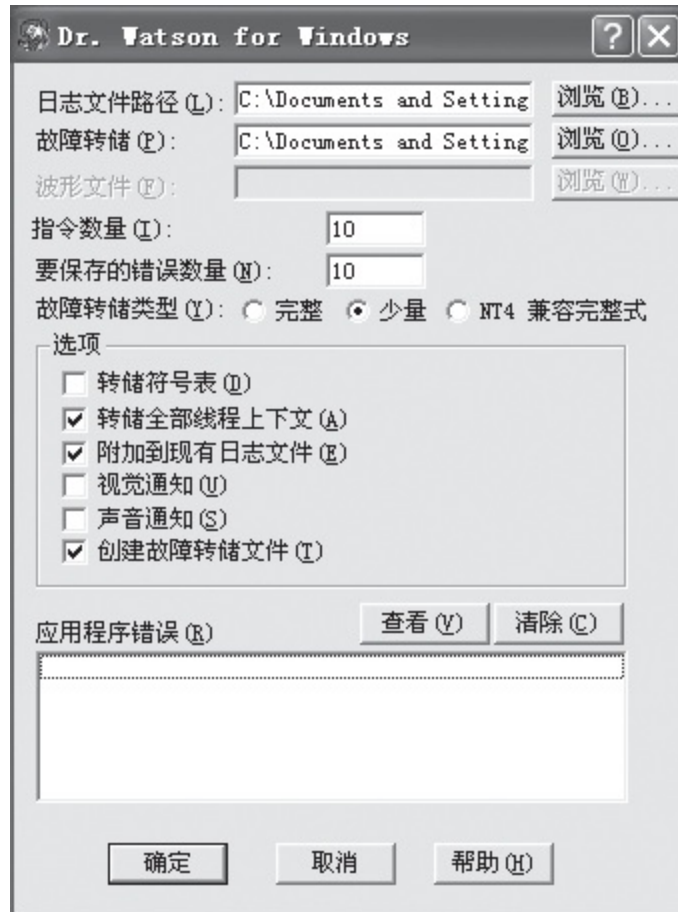 Dr. Watson for Windows
日志文件路径(L): C:\Documents and Setting 浏览(B)...
故障转储(P): C:\Documents and Setting 浏览(O)...
波形文件(F): 浏览(W)...
指令数量(I): 10
要保存的错误数量(N): 10
故障转储类型(Y): 完整 少量 NT4 兼容完整式
选项
转储符号表(D)
转储全部线程上下文(A)
附加到现有日志文件(E)
视觉通知(U)
声音通知(S)
创建故障转储文件(T)
应用程序错误(R) 查看(V) 清除(C)
确定 取消 帮助(H)